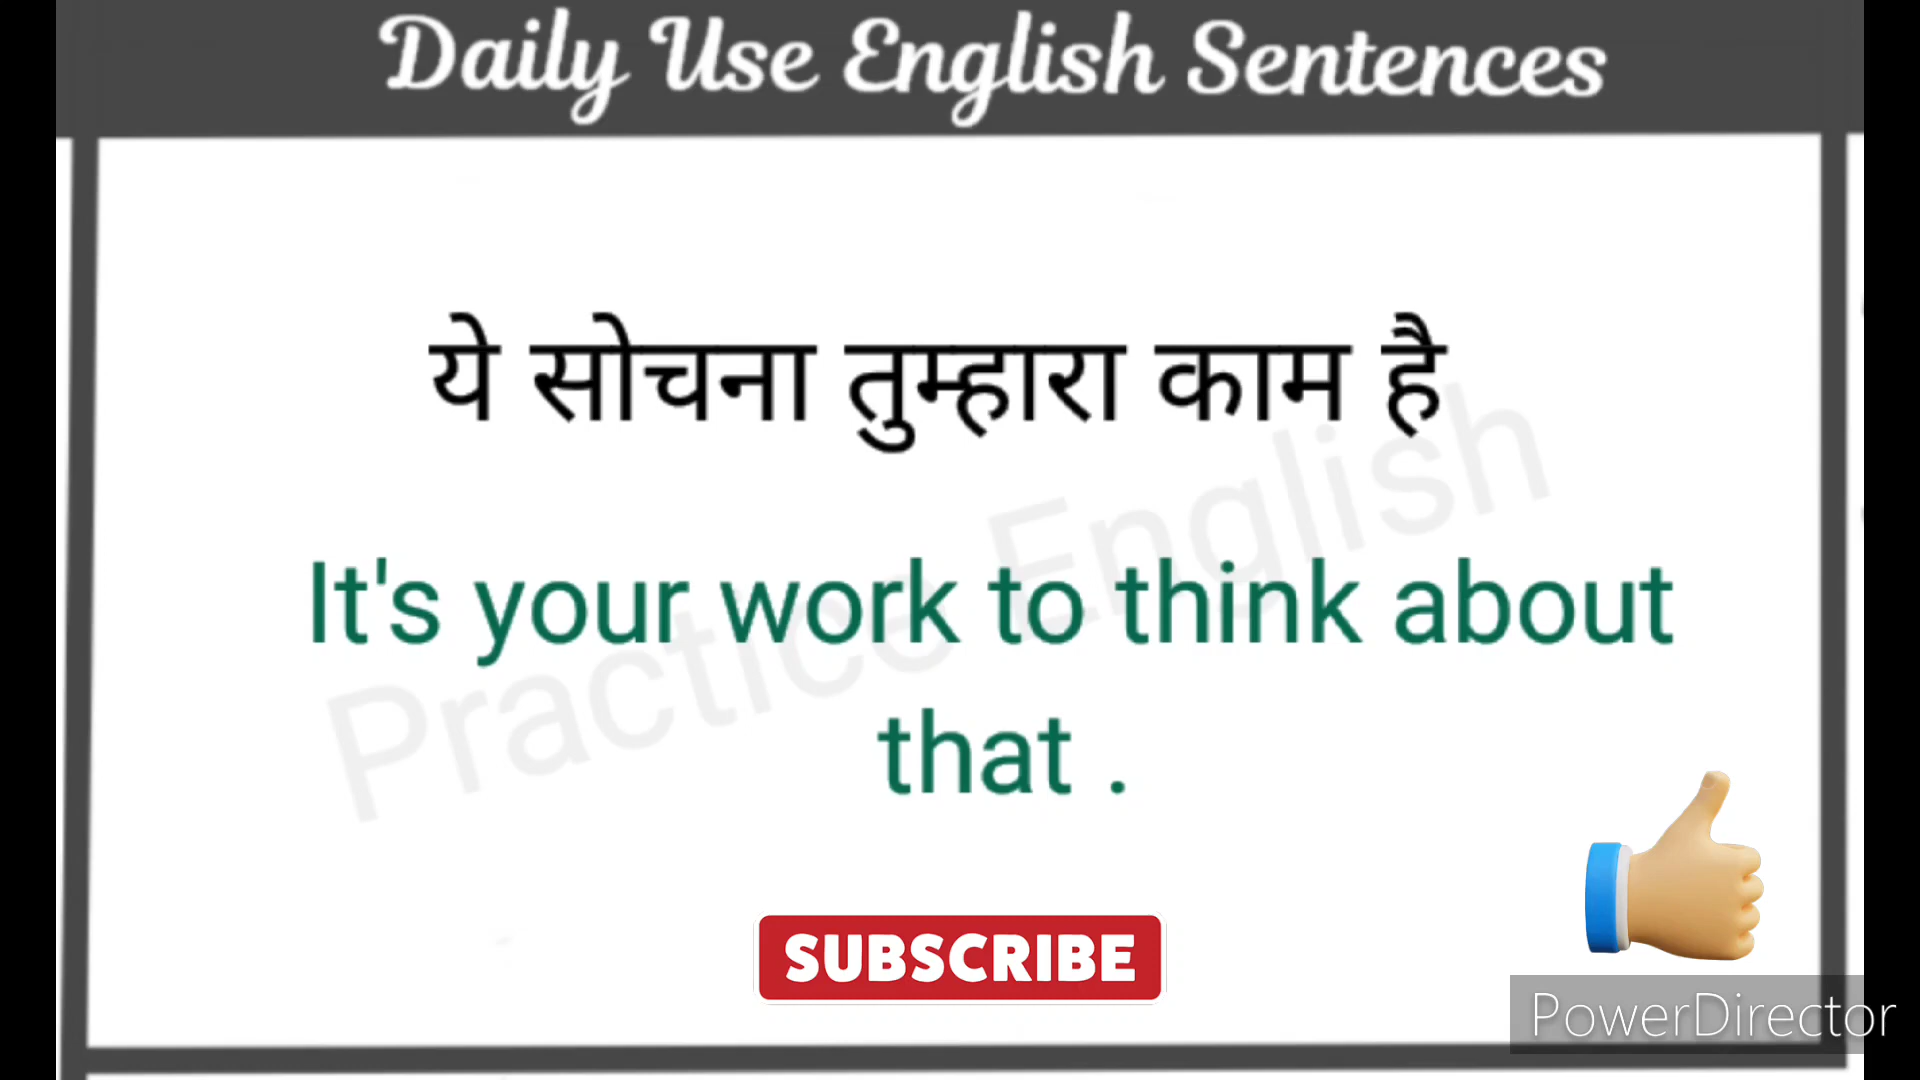 Daily Use English Sentences
ये सोचना तुम्हारा काम है
Practice English
It's your work to think about
that .
SUBSCRIBE
PowerDirector